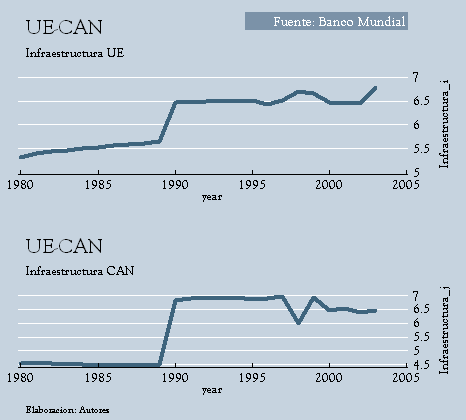 UE-CAN
Fuente: Banco Mundial
Infraestructura UE
7
6.5
6
5.5
5
Infraestructura_i
1980 1985 1990 1995 2000 2005
year
UE-CAN
Infraestructura CAN
7
6.5
6
5.5
5
4.5
Infraestructura_j
1980 1985 1990 1995 2000 2005
year
Elaboracion: Autores